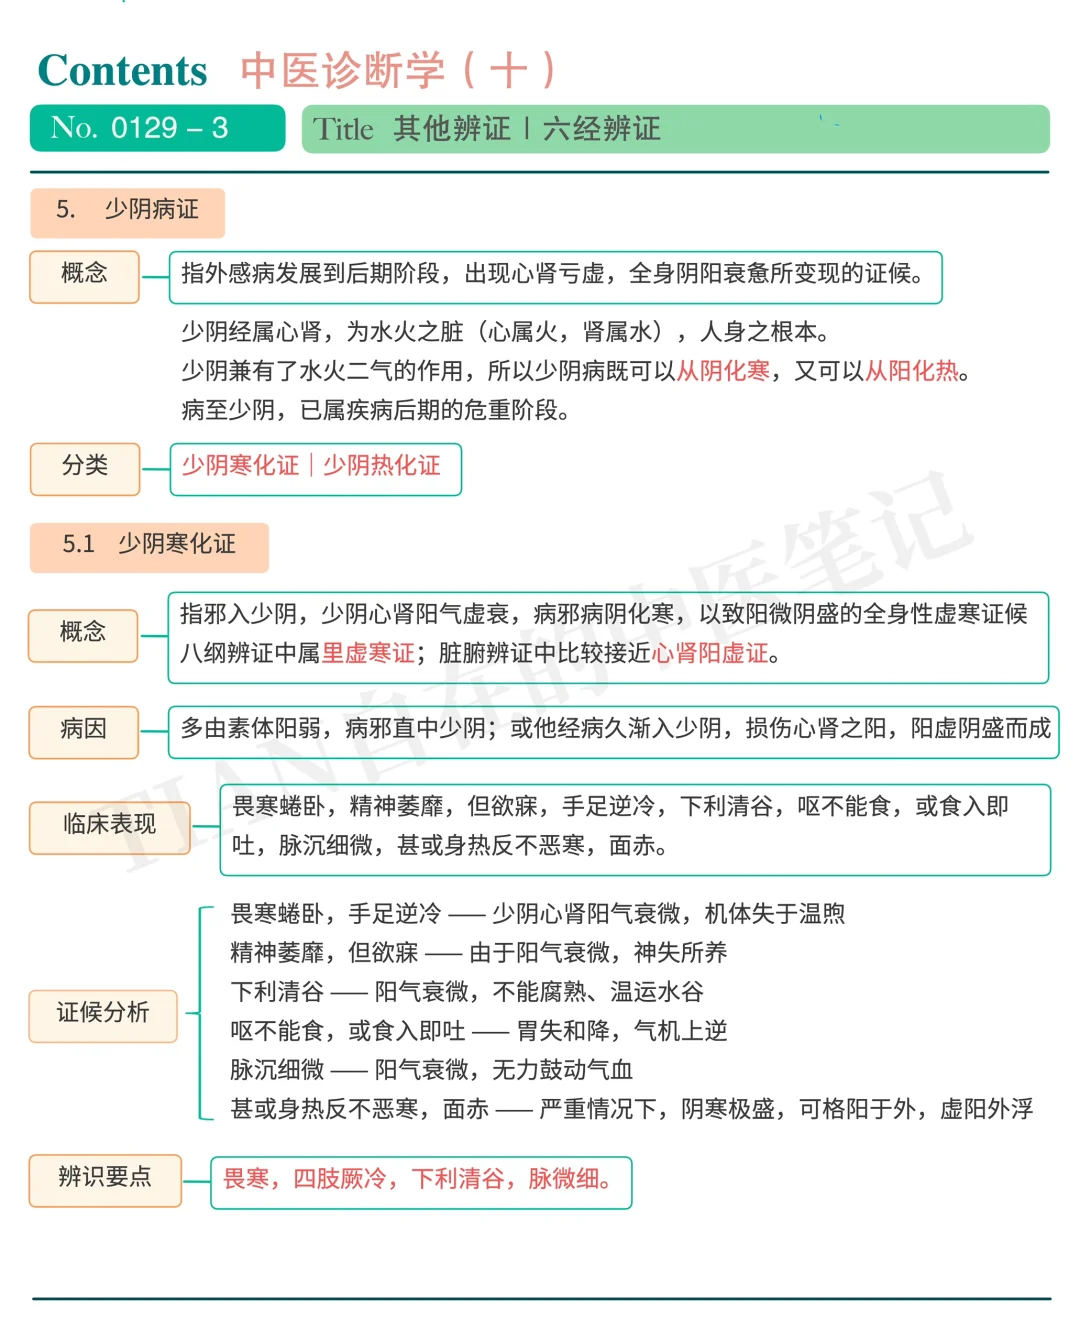 Contents 中医诊断学（十）
No. 0129 – 3
Title 其他辨证 | 六经辨证
5. 少阴病证
概念
指外感病发展到后期阶段，出现心肾亏虚，全身阴阳衰惫所变现的证候。
少阴经属心肾，为水火之脏（心属火，肾属水），人身之根本。
少阴兼有了水火二气的作用，所以少阴病既可以从阴化寒，又可以从阳化热。
病至少阴，已属疾病后期的危重阶段。
分类
少阴寒化证｜少阴热化证
5.1 少阴寒化证
概念
指邪入少阴，少阴心肾阳气虚衰，病邪病阴化寒，以致阳微阴盛的全身性虚寒证候
八纲辨证中属里虚寒证；脏腑辨证中比较接近心肾阳虚证。
病因
多由素体阳弱，病邪直中少阴；或他经病久渐入少阴，损伤心肾之阳，阳虚阴盛而成
临床表现
畏寒蜷卧，精神萎靡，但欲寐，手足逆冷，下利清谷，呕不能食，或食入即
吐，脉沉细微，甚或身热反不恶寒，面赤。
证候分析
畏寒蜷卧，手足逆冷 —— 少阴心肾阳气衰微，机体失于温煦
精神萎靡，但欲寐 —— 由于阳气衰微，神失所养
下利清谷 —— 阳气衰微，不能腐熟、温运水谷
呕不能食，或食入即吐 —— 胃失和降，气机上逆
脉沉细微 —— 阳气衰微，无力鼓动气血
甚或身热反不恶寒，面赤 —— 严重情况下，阴寒极盛，可格阳于外，虚阳外浮
辨识要点
畏寒，四肢厥冷，下利清谷，脉微细。
TIAN自在的中医笔记